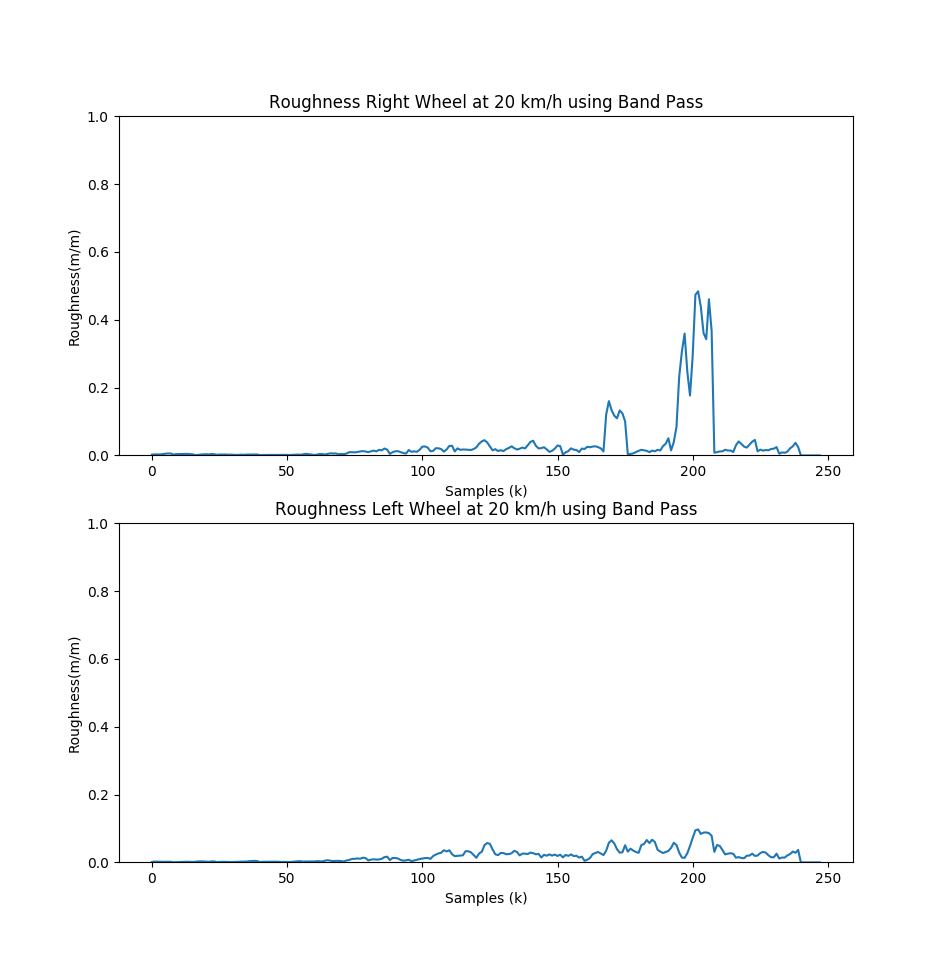 Roughness Right Wheel at 20 km/h using Band Pass
1.0
0.8
0.6
0.4
0.2
0.0
Roughness(m/m)
0 50 100 150 200 250
Samples (k)
Roughness Left Wheel at 20 km/h using Band Pass
1.0
0.8
0.6
0.4
0.2
0.0
Roughness(m/m)
0 50 100 150 200 250
Samples (k)